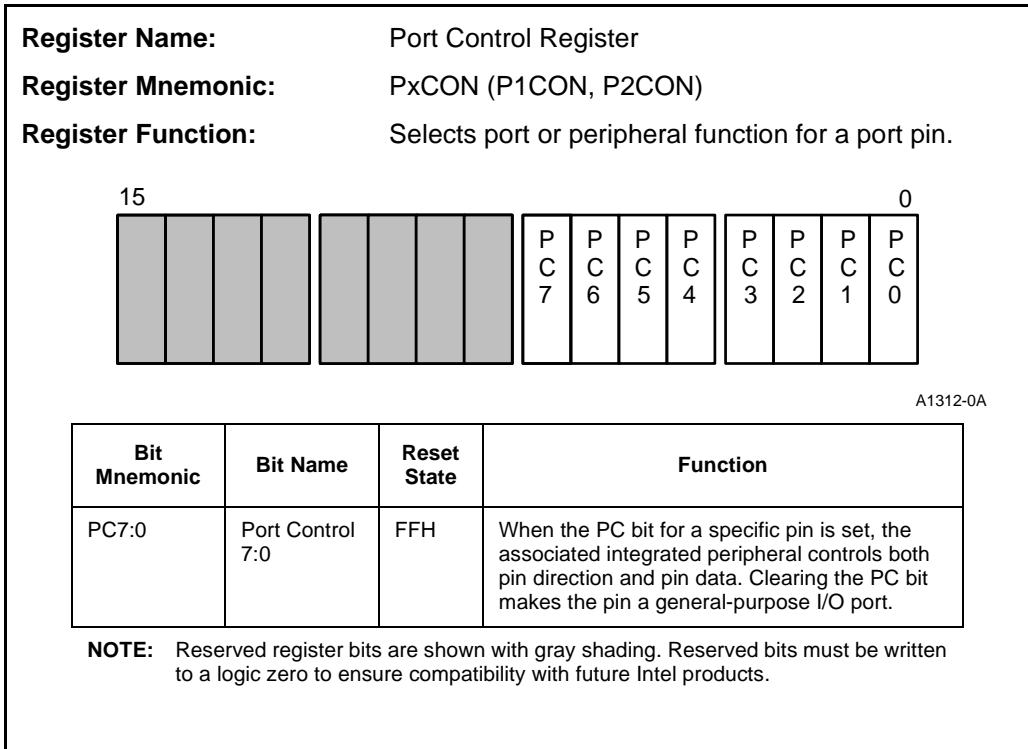 Register Name: Port Control Register
Register Mnemonic: PxCON (P1CON, P2CON)
Register Function: Selects port or peripheral function for a port pin.
15 0
P P P P P P P P
C C C C C C C C
7 6 5 4 3 2 1 0
A1312-0A
Bit Mnemonic Bit Name Reset State Function
PC7:0 Port Control FFH When the PC bit for a specific pin is set, the
7:0 associated integrated peripheral controls both
pin direction and pin data. Clearing the PC bit
makes the pin a general-purpose I/O port.
NOTE: Reserved register bits are shown with gray shading. Reserved bits must be written
to a logic zero to ensure compatibility with future Intel products.